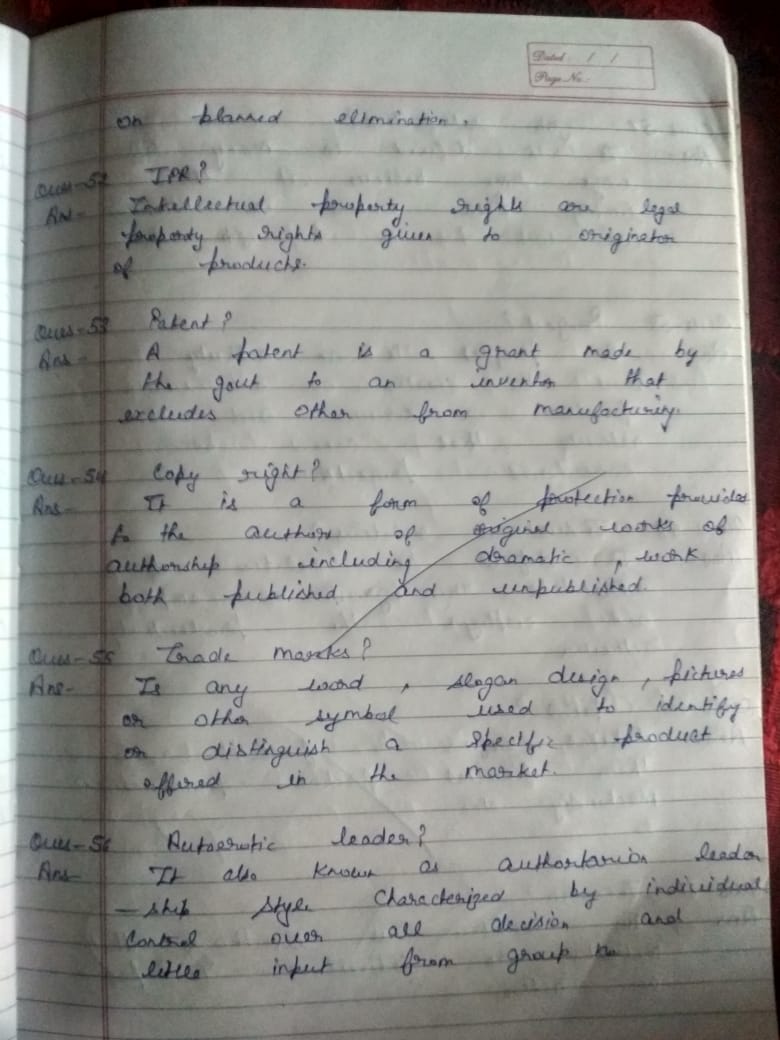 Dated / /
Page No.
on planned elimination.
Ques-52 IPR?
Ans- Intellectual property rights are legal
property rights given to originator
of products.
Ques-53 Patent?
Ans- A patent is a grant made by
the govt to an inventor that
excludes other from manufacturing.
Ques-54 Copy right?
Ans- It is a form of protection provides
to the authors of original works of
authorship including dramatic, work
both published and unpublished.
Ques-55 Trade marks?
Ans- Is any word, slogan design, pictures
or other symbol used to identify
or distinguish a specific product
offered in the market.
Ques-56 Autocratic leader?
Ans- It also known as authortarian leader
-ship style characterized by individual
control over all decision and
little input from group